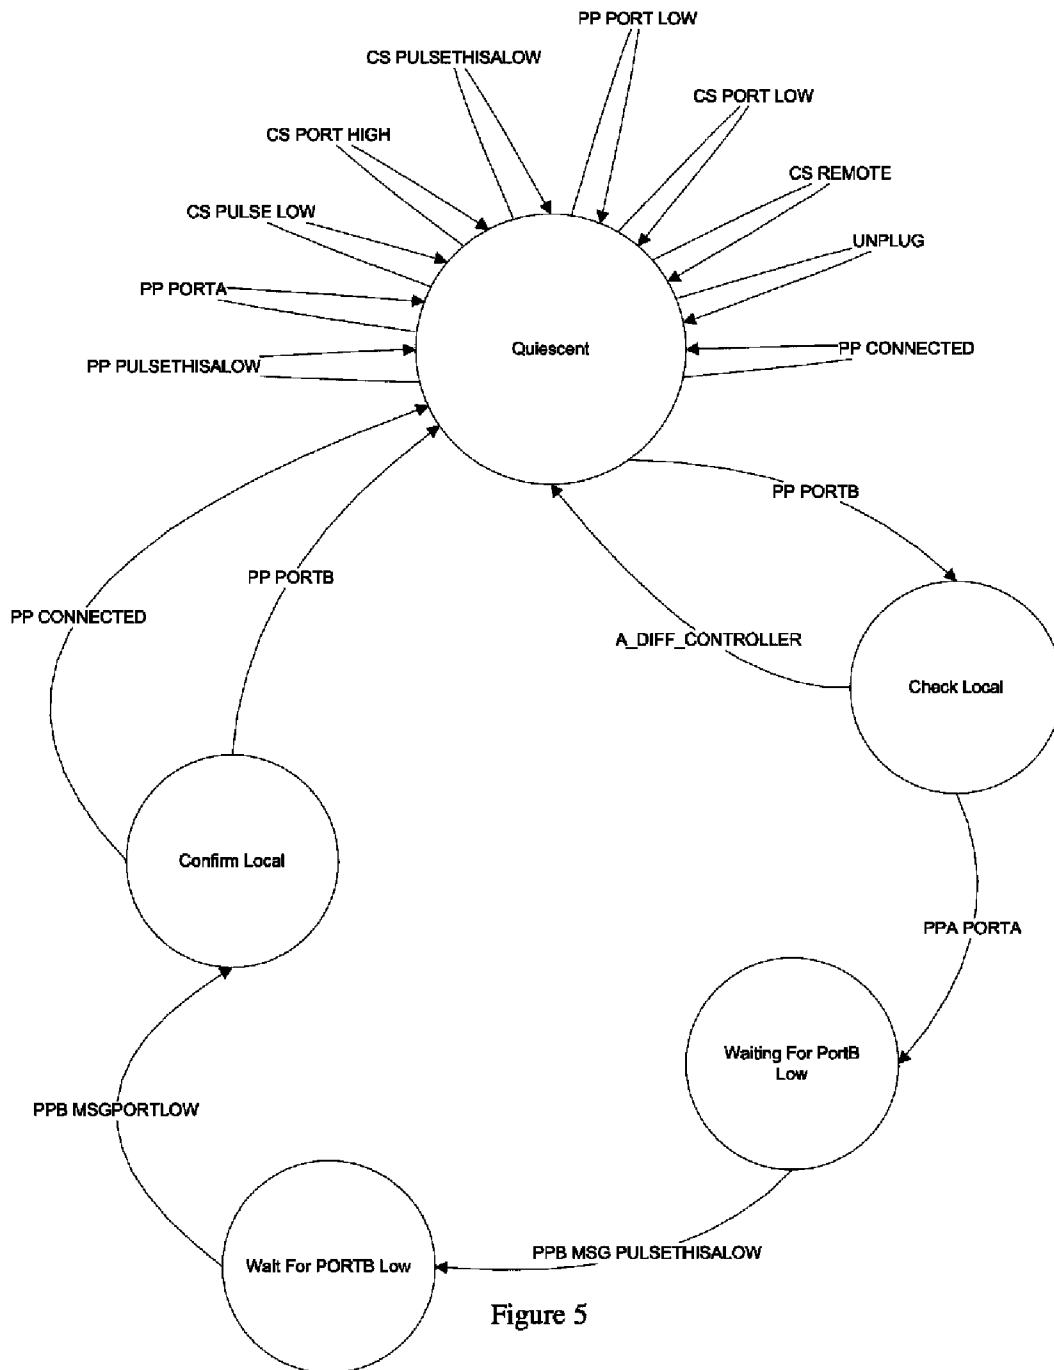 PP PORT LOW
CS PULSETHISALOW
CS PORT LOW
CS PORT HIGH
CS REMOTE
CS PULSE LOW
UNPLUG
PP PORTA
Quiescent
PP CONNECTED
PP PULSETHISALOW
PP PORTB
PP PORTB
PP CONNECTED
A_DIFF_CONTROLLER
Check Local
Confirm Local
PPA PORTA
Waiting For PortB
Low
PPB MSGPORTLOW
PPB MSG PULSETHISALOW
Wait For PORTB Low
Figure 5